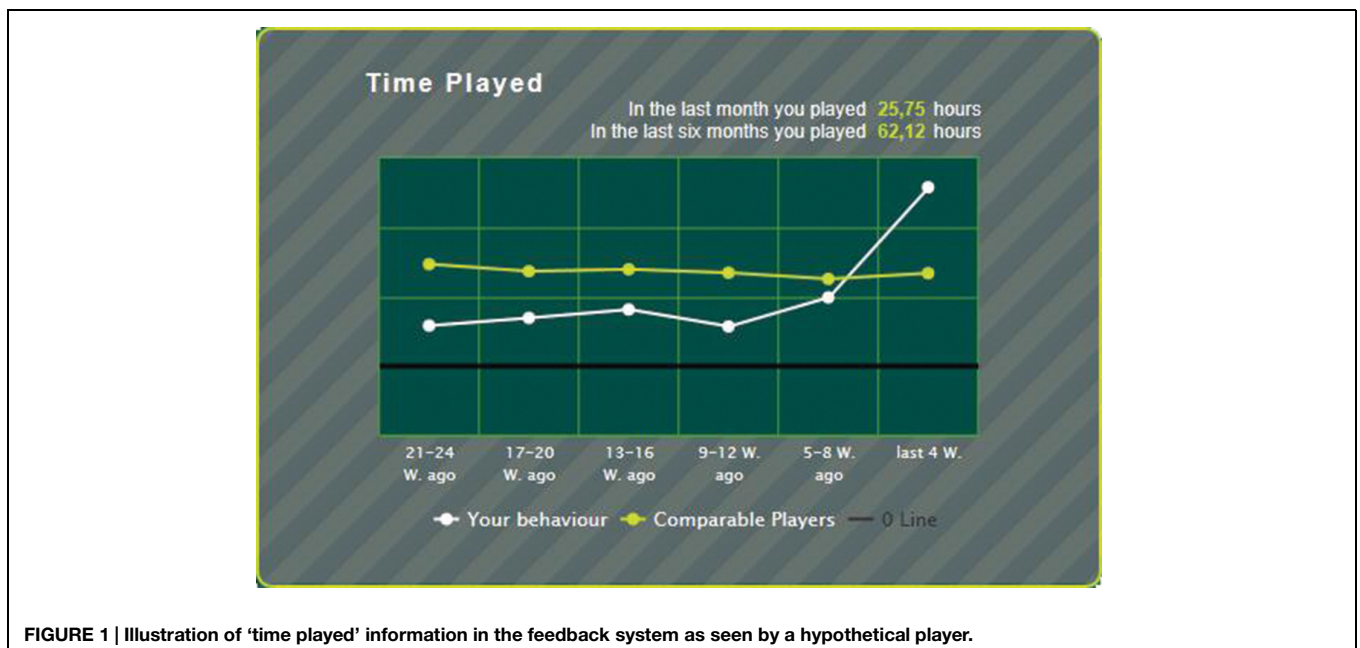 Time Played
In the last month you played 25,75 hours
In the last six months you played 62,12 hours
21–24 W. ago
17–20 W. ago
13–16 W. ago
9–12 W. ago
5–8 W. ago
last 4 W.
Your behaviour Comparable Players 0 Line
FIGURE 1 | Illustration of ‘time played’ information in the feedback system as seen by a hypothetical player.